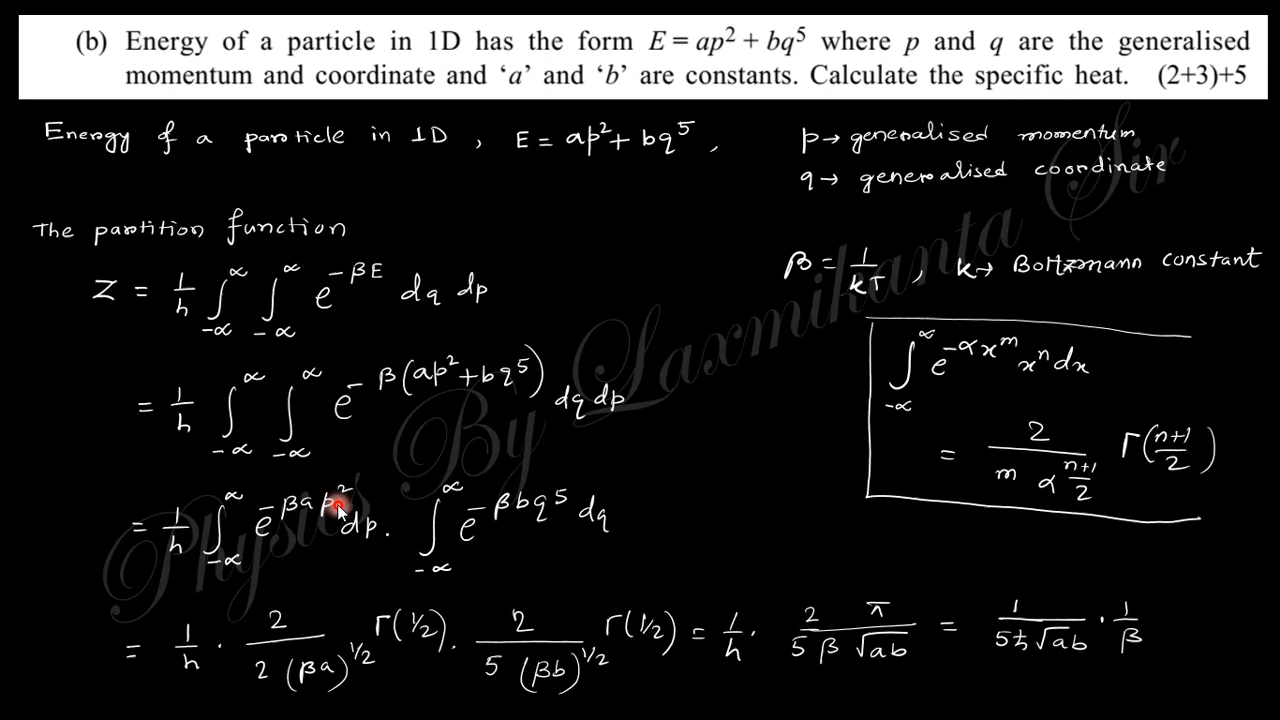 (b) Energy of a particle in 1D has the form E = ap² + bq⁵ where p and q are the generalised
momentum and coordinate and ‘a’ and ‘b’ are constants. Calculate the specific heat. (2+3)+5
Energy of a particle in 1D , E = ap² + bq⁵ ,
p → generalised momentum
q → generalised coordinate
The partition function
β = 1/kT , k → Boltzmann constant
Z = 1/h ∫_{-∞}^{∞} ∫_{-∞}^{∞} e^{-βE} dq dp
= 1/h ∫_{-∞}^{∞} ∫_{-∞}^{∞} e^{-β(ap²+bq⁵)} dq dp
= 1/h ∫_{-∞}^{∞} e^{-βap²} dp . ∫_{-∞}^{∞} e^{-βbq⁵} dq
= 1/h · 2/(2(βa)^{1/2}) Γ(1/2) . 2/(5(βb)^{1/2}) Γ(1/2) = 1/h · 2/(5β) π/√ab = 1/(5ħ√ab) · 1/β
∫_{-∞}^{∞} e^{-αx^m} x^n dx
= 2/(m α^{(n+1)/2}) Γ((n+1)/2)
Physics By Laxmikanta Sir